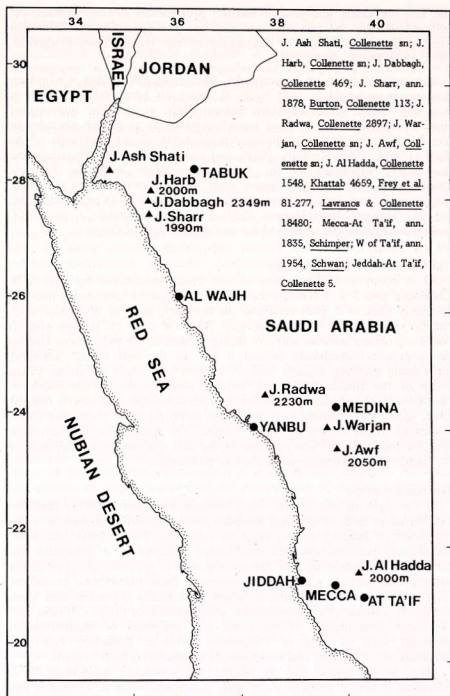 34
36
38
40
30
28
26
24
22
20
ISRAEL
JORDAN
EGYPT
J. Ash Shati, Collenette sn; J.
Harb, Collenette sn; J. Dabbagh,
Collenette 469; J. Sharr, ann.
1878, Burton, Collenette 113; J.
Radwa, Collenette 2897; J. War-
jan, Collenette sn; J. Awf, Coll-
enette sn; J. Al Hadda, Collenette
1548, Khattab 4659, Frey et al.
81-277, Lavranos & Collenette
18480; Mecca-At Ta'if, ann.
1835, Schimper; W of Ta'if, ann.
1954, Schwan; Jeddah-At Ta'if,
Collenette 5.
J.Ash Shati
TABUK
J.Harb
2000m
J.Dabbagh 2349m
J.Sharr
1990m
AL WAJH
RED SEA
SAUDI ARABIA
J.Radwa
2230m
MEDINA
YANBU
J.Warjan
J.Awf
2050m
NUBIAN DESERT
J.Al Hadda
2000m
JIDDAH
MECCA
AT TA'IF